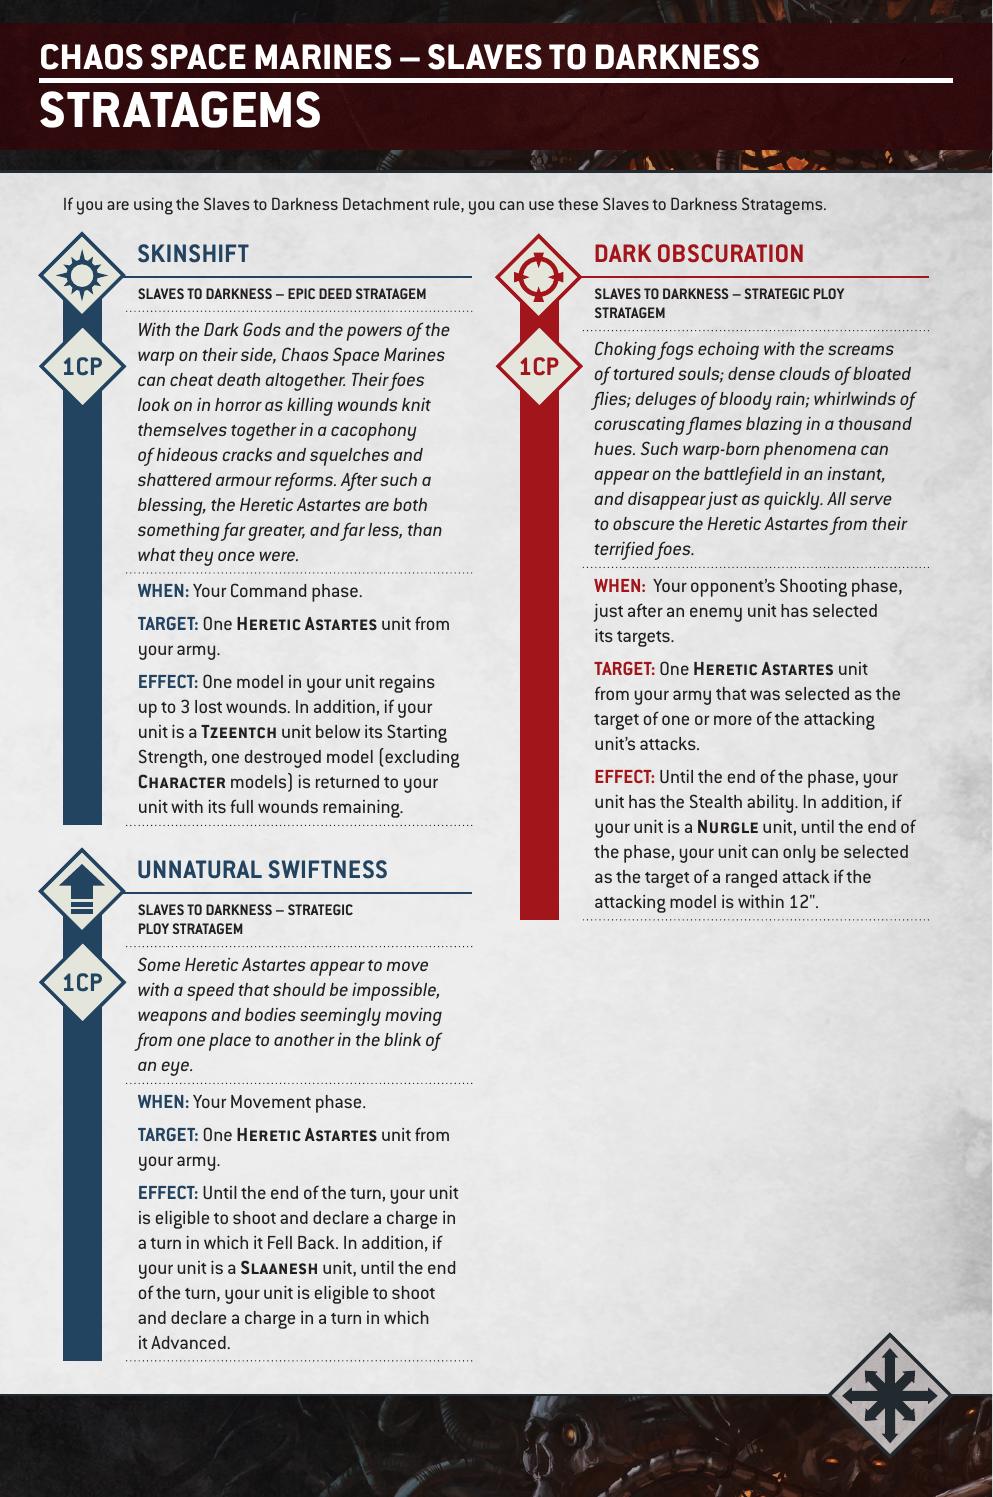 CHAOS SPACE MARINES – SLAVES TO DARKNESS
STRATAGEMS
If you are using the Slaves to Darkness Detachment rule, you can use these Slaves to Darkness Stratagems.
SKINSHIFT
SLAVES TO DARKNESS – EPIC DEED STRATAGEM
1CP
With the Dark Gods and the powers of the
warp on their side, Chaos Space Marines
can cheat death altogether. Their foes
look on in horror as killing wounds knit
themselves together in a cacophony
of hideous cracks and squelches and
shattered armour reforms. After such a
blessing, the Heretic Astartes are both
something far greater, and far less, than
what they once were.
WHEN: Your Command phase.
TARGET: One HERETIC ASTARTES unit from
your army.
EFFECT: One model in your unit regains
up to 3 lost wounds. In addition, if your
unit is a TZEENTCH unit below its Starting
Strength, one destroyed model (excluding
CHARACTER models) is returned to your
unit with its full wounds remaining.
UNNATURAL SWIFTNESS
SLAVES TO DARKNESS – STRATEGIC
PLOY STRATAGEM
1CP
Some Heretic Astartes appear to move
with a speed that should be impossible,
weapons and bodies seemingly moving
from one place to another in the blink of
an eye.
WHEN: Your Movement phase.
TARGET: One HERETIC ASTARTES unit from
your army.
EFFECT: Until the end of the turn, your unit
is eligible to shoot and declare a charge in
a turn in which it Fell Back. In addition, if
your unit is a SLAANESH unit, until the end
of the turn, your unit is eligible to shoot
and declare a charge in a turn in which
it Advanced.
DARK OBSCURATION
SLAVES TO DARKNESS – STRATEGIC PLOY
STRATAGEM
1CP
Choking fogs echoing with the screams
of tortured souls; dense clouds of bloated
flies; deluges of bloody rain; whirlwinds of
coruscating flames blazing in a thousand
hues. Such warp-born phenomena can
appear on the battlefield in an instant,
and disappear just as quickly. All serve
to obscure the Heretic Astartes from their
terrified foes.
WHEN: Your opponent's Shooting phase,
just after an enemy unit has selected
its targets.
TARGET: One HERETIC ASTARTES unit
from your army that was selected as the
target of one or more of the attacking
unit's attacks.
EFFECT: Until the end of the phase, your
unit has the Stealth ability. In addition, if
your unit is a NURGLE unit, until the end of
the phase, your unit can only be selected
as the target of a ranged attack if the
attacking model is within 12".